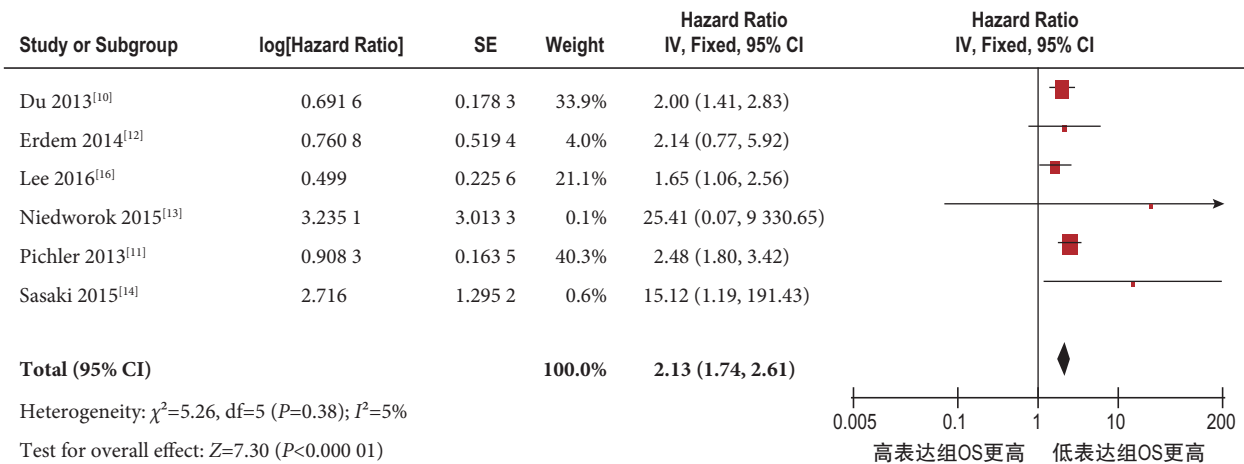 Hazard Ratio Hazard Ratio
Study or Subgroup log[Hazard Ratio] SE Weight IV, Fixed, 95% CI IV, Fixed, 95% CI
Du 2013[10] 0.691 6 0.178 3 33.9% 2.00 (1.41, 2.83)
Erdem 2014[12] 0.760 8 0.519 4 4.0% 2.14 (0.77, 5.92)
Lee 2016[16] 0.499 0.225 6 21.1% 1.65 (1.06, 2.56)
Niedworok 2015[13] 3.235 1 3.013 3 0.1% 25.41 (0.07, 9 330.65)
Pichler 2013[11] 0.908 3 0.163 5 40.3% 2.48 (1.80, 3.42)
Sasaki 2015[14] 2.716 1.295 2 0.6% 15.12 (1.19, 191.43)
Total (95% CI) 100.0% 2.13 (1.74, 2.61)
Heterogeneity: χ²=5.26, df=5 (P=0.38); I²=5%
Test for overall effect: Z=7.30 (P<0.000 01)
0.005 0.1 1 10 200
高表达组OS更高 低表达组OS更高